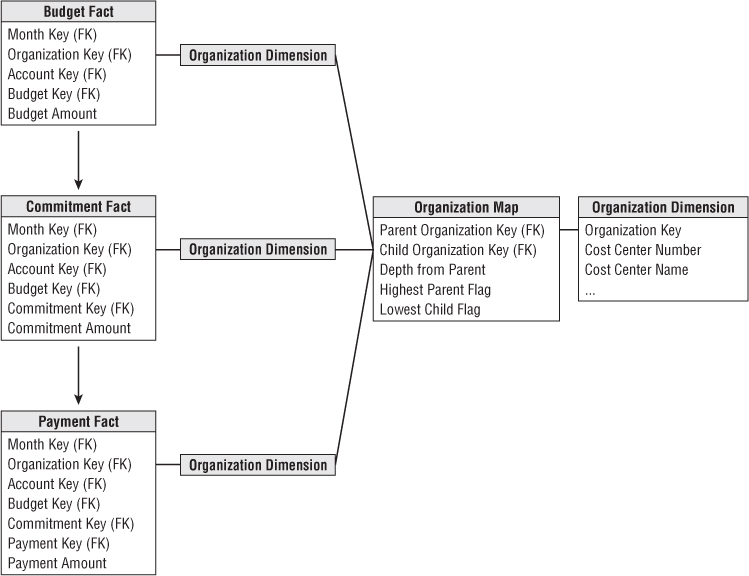 Budget Fact
Month Key (FK)
Organization Key (FK)
Account Key (FK)
Budget Key (FK)
Budget Amount
Organization Dimension
Commitment Fact
Month Key (FK)
Organization Key (FK)
Account Key (FK)
Budget Key (FK)
Commitment Key (FK)
Commitment Amount
Organization Dimension
Organization Map
Parent Organization Key (FK)
Child Organization Key (FK)
Depth from Parent
Highest Parent Flag
Lowest Child Flag
Organization Dimension
Organization Key
Cost Center Number
Cost Center Name
...
Payment Fact
Month Key (FK)
Organization Key (FK)
Account Key (FK)
Budget Key (FK)
Commitment Key (FK)
Payment Key (FK)
Payment Amount
Organization Dimension